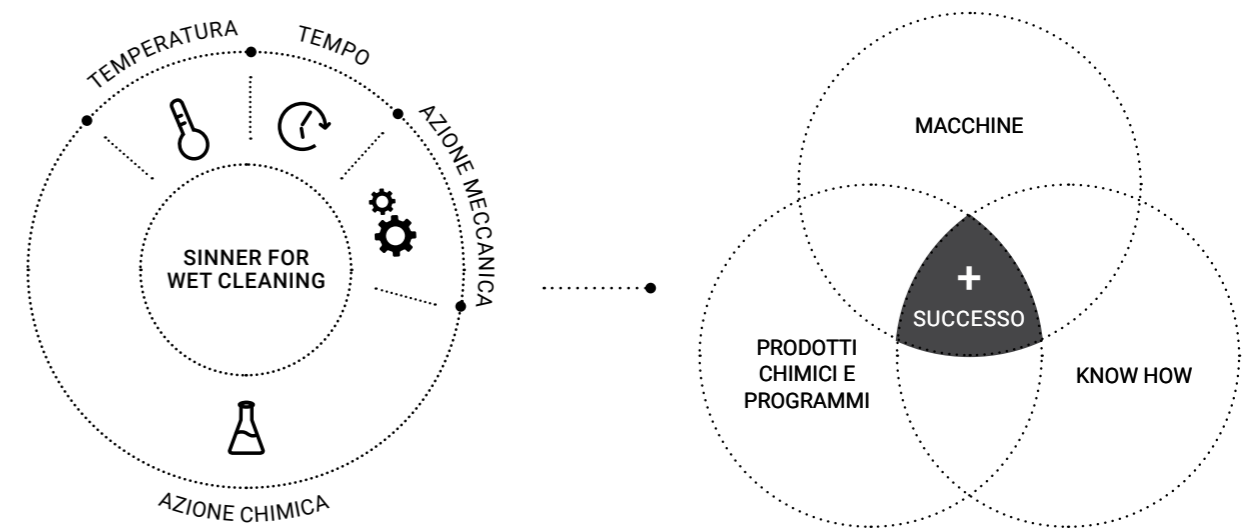 TEMPERATURA
TEMPO
AZIONE MECCANICA
SINNER FOR
WET CLEANING
AZIONE CHIMICA
MACCHINE
+
SUCCESSO
PRODOTTI
CHIMICI E
PROGRAMMI
KNOW HOW